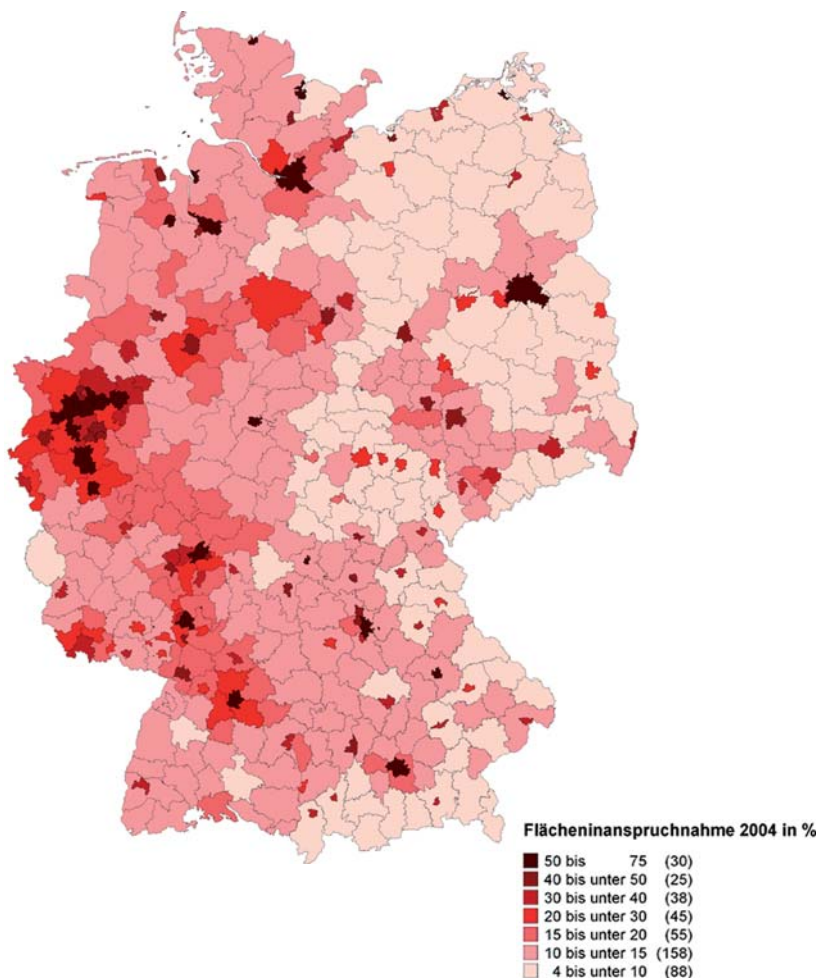 Flächeninanspruchnahme 2004 in %
50 bis 75 (30)
40 bis unter 50 (25)
30 bis unter 40 (38)
20 bis unter 30 (45)
15 bis unter 20 (55)
10 bis unter 15 (158)
4 bis unter 10 (88)